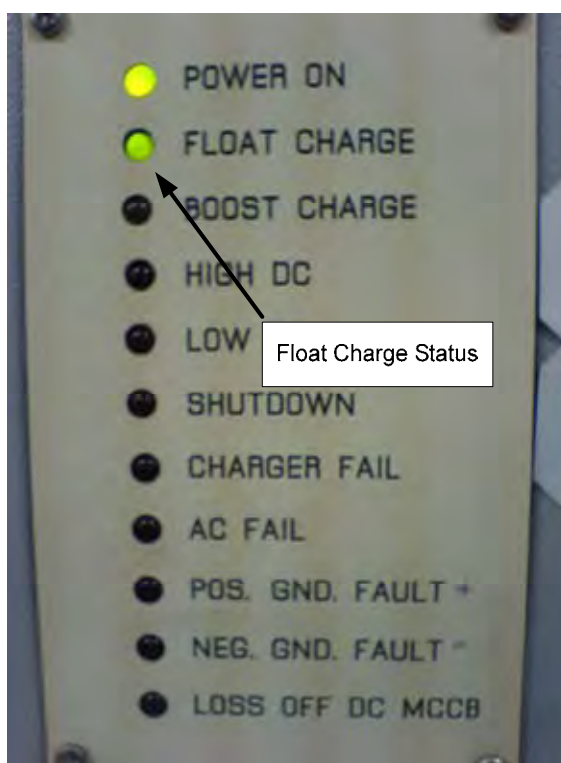 POWER ON
FLOAT CHARGE
BOOST CHARGE
HIGH DC
LOW
Float Charge Status
SHUTDOWN
CHARGER FAIL
AC FAIL
POS. GND. FAULT +
NEG. GND. FAULT -
LOSS OFF DC MCCB